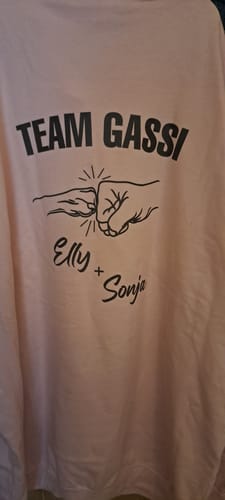 TEAM GASSI
Elly +
Sonja